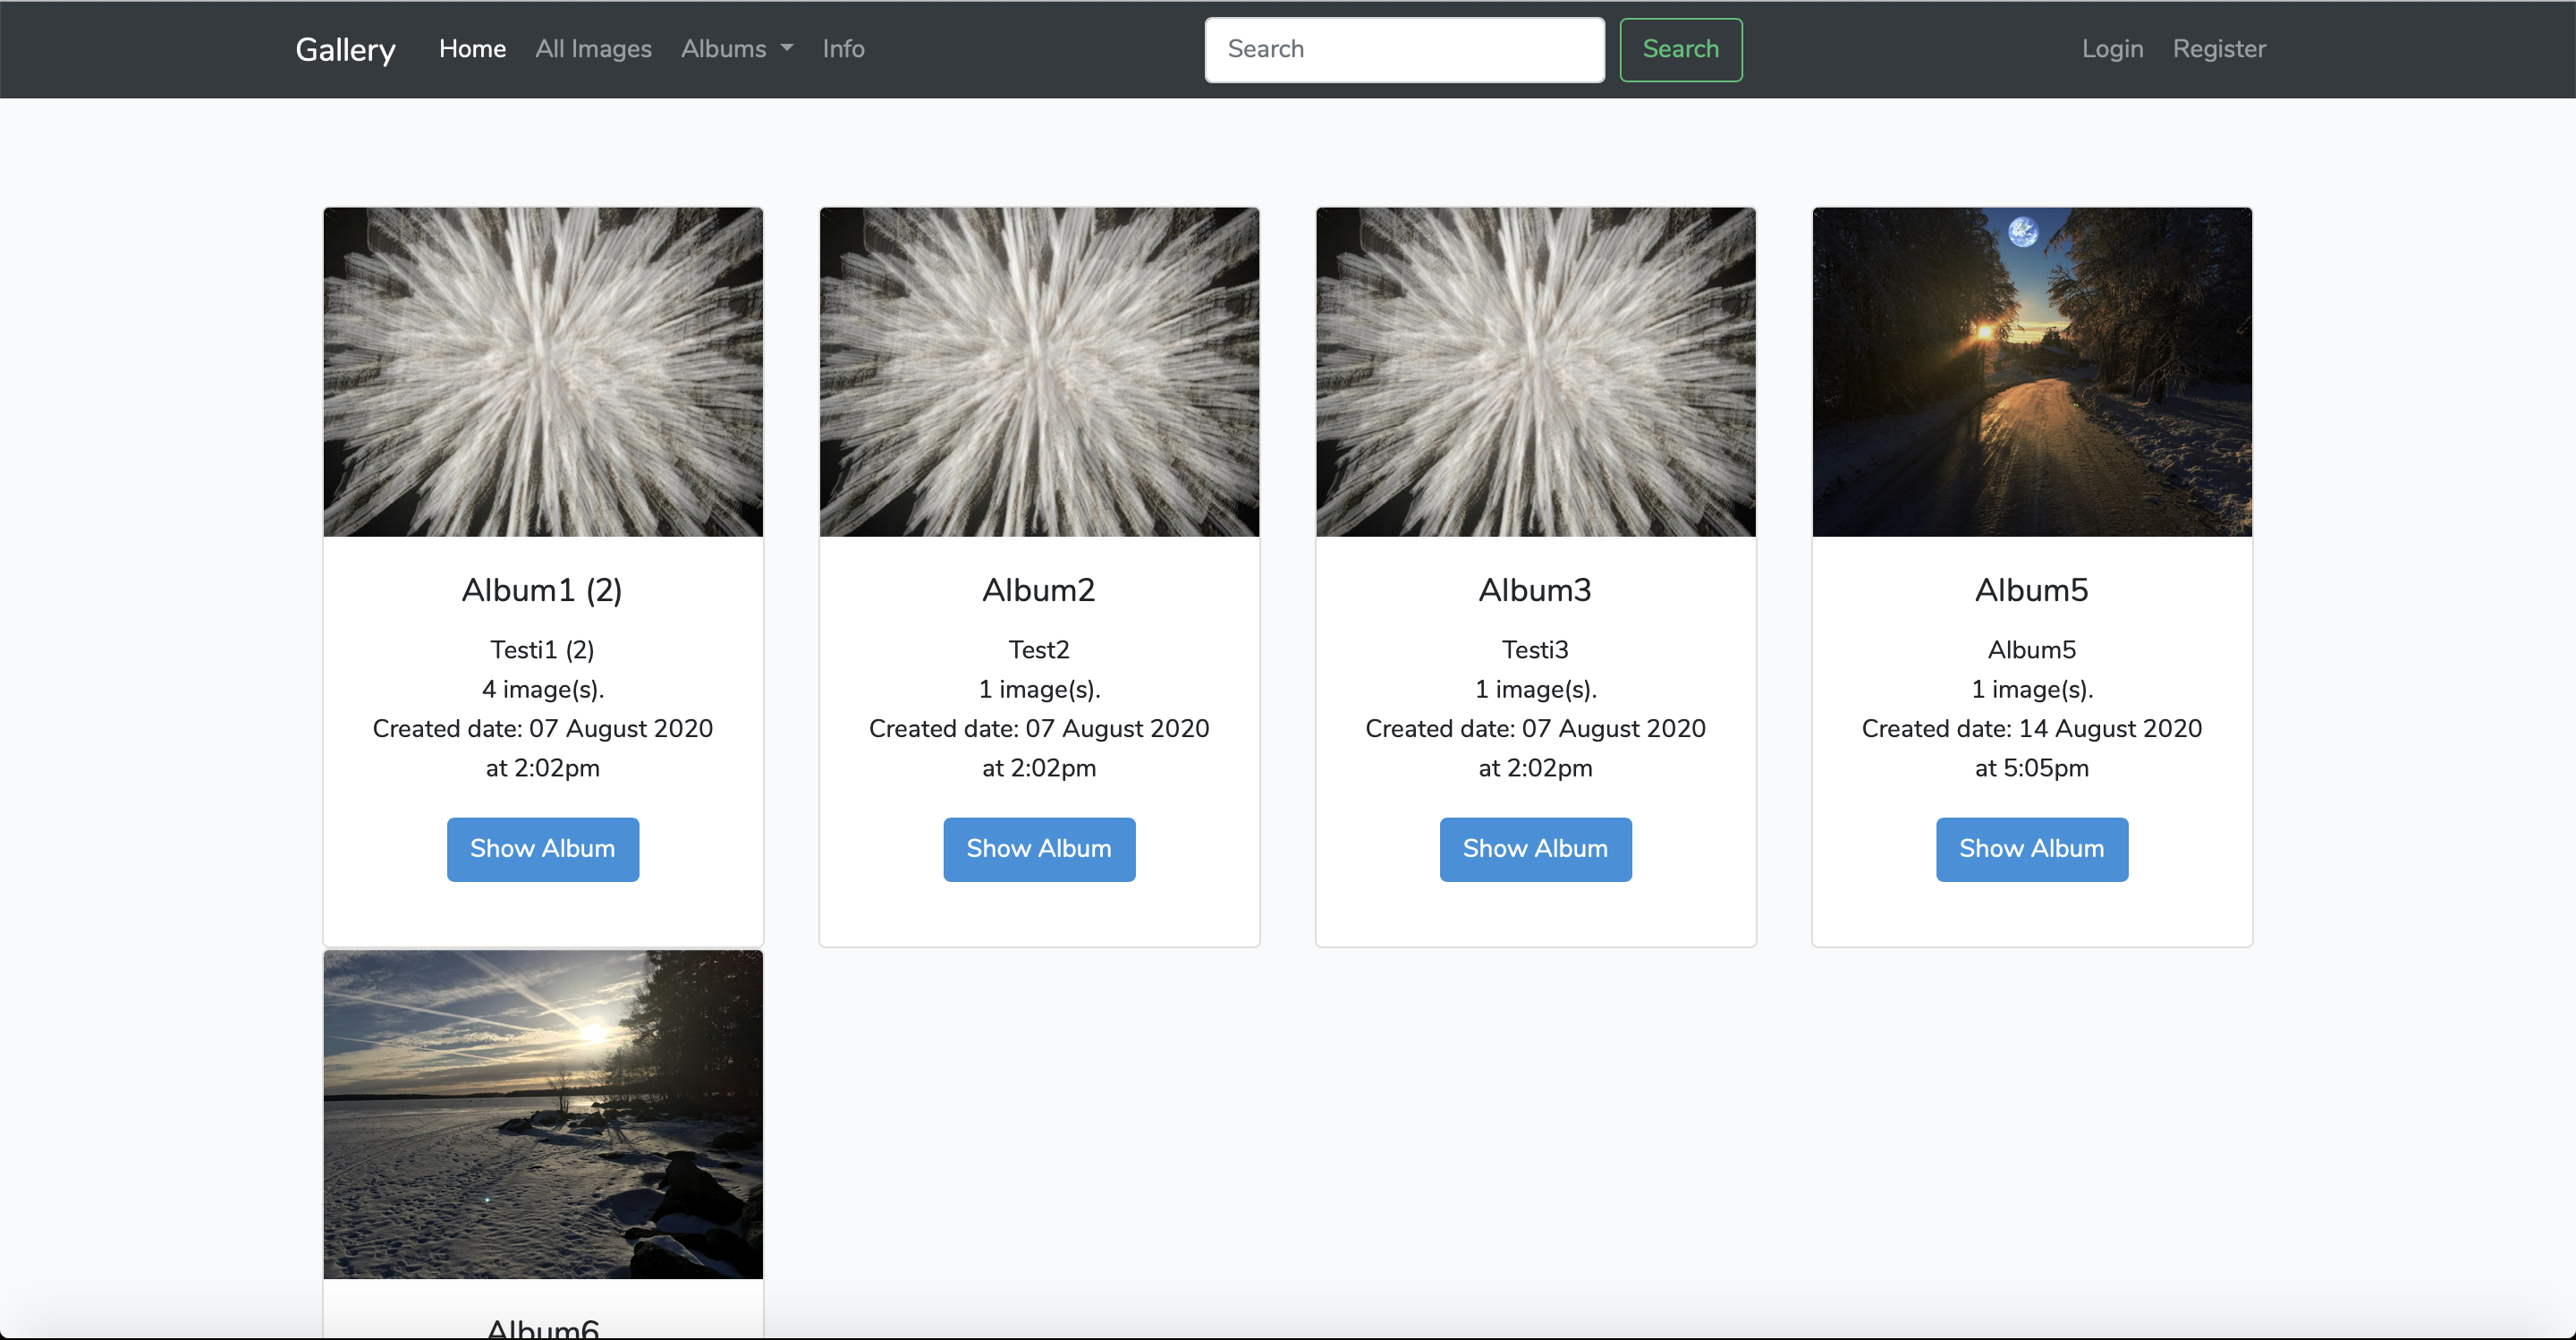 Gallery Home All Images Albums Info Search Search Login Register
Album1 (2)
Testi1 (2)
4 image(s).
Created date: 07 August 2020
at 2:02pm
Show Album
Album2
Test2
1 image(s).
Created date: 07 August 2020
at 2:02pm
Show Album
Album3
Testi3
1 image(s).
Created date: 07 August 2020
at 2:02pm
Show Album
Album5
Album5
1 image(s).
Created date: 14 August 2020
at 5:05pm
Show Album
Album6